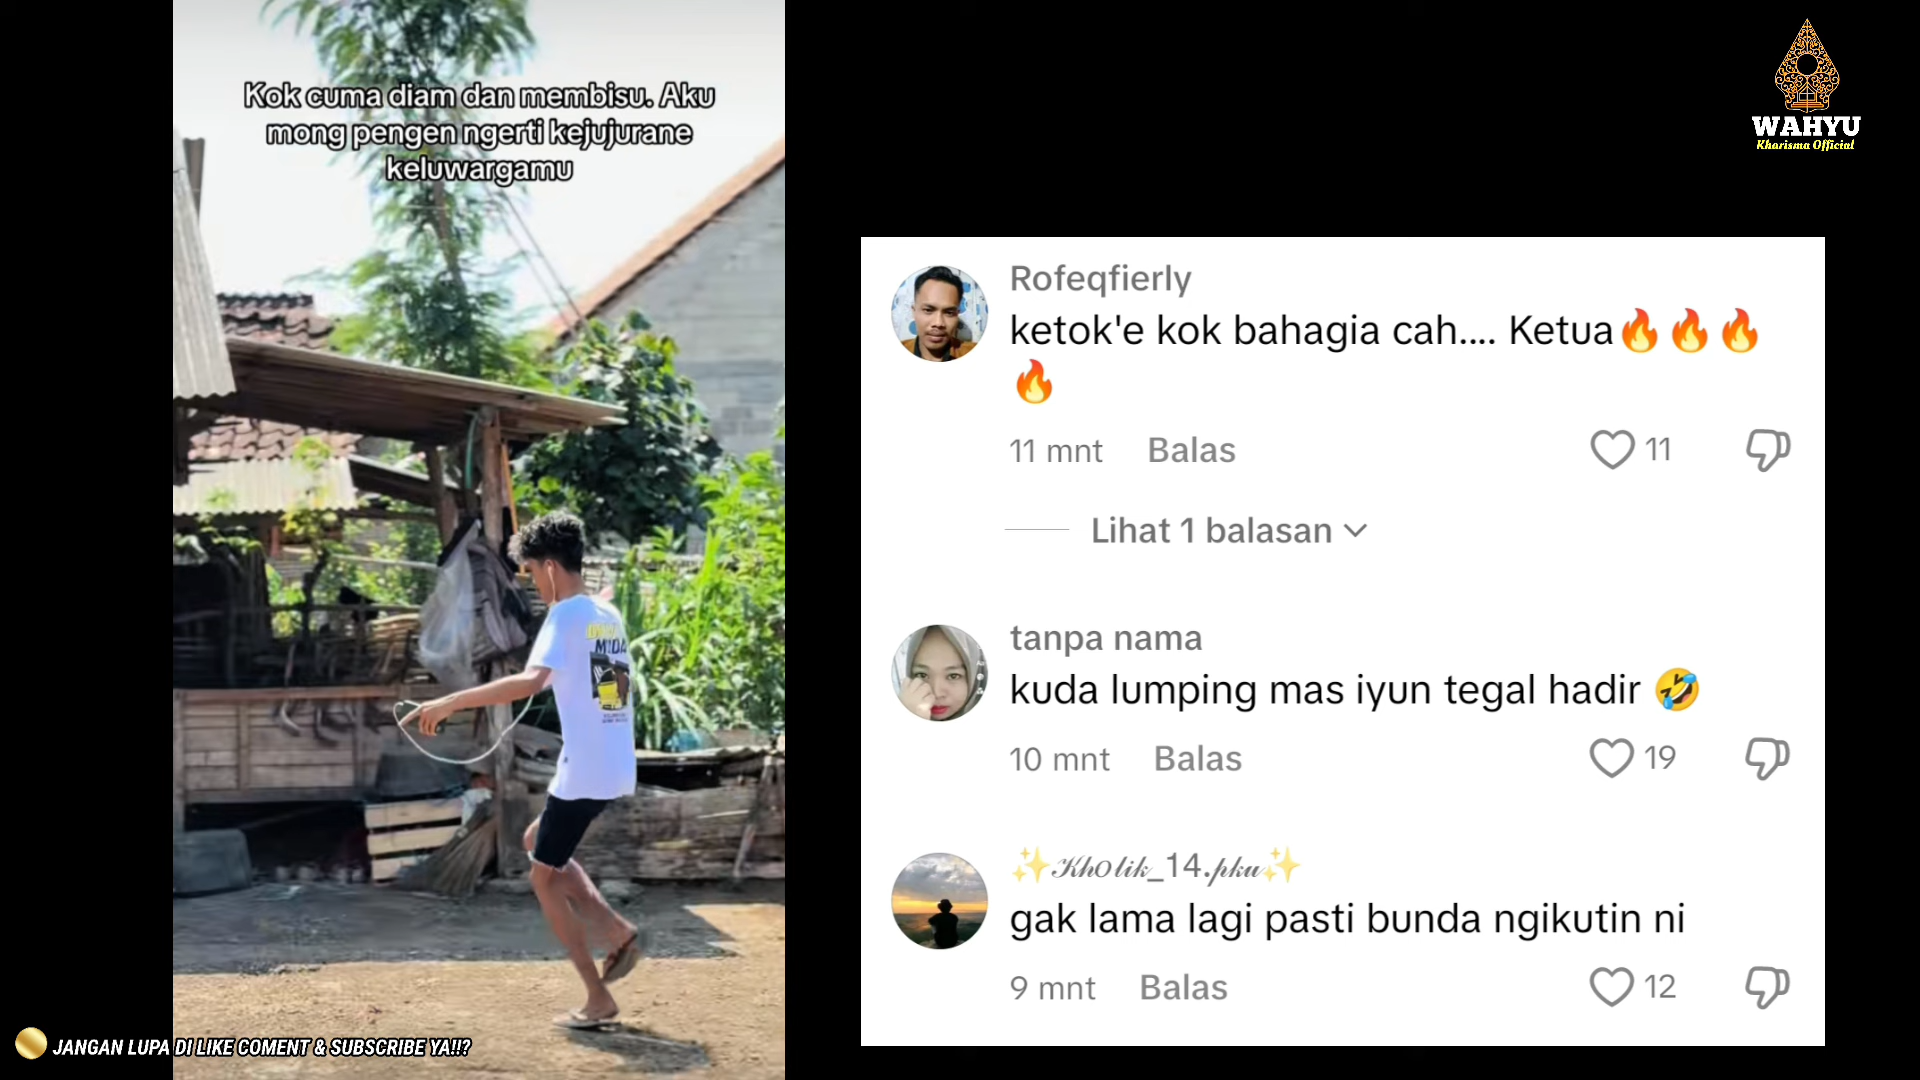 Kok cuma diam dan membisu. Aku
mong pengen ngerti kejujurane
keluwargamu
WAHYU
Kharisma Official
Rofeqfierly
ketok'e kok bahagia cah.... Ketua🔥🔥🔥
🔥
11 mnt Balas 11
Lihat 1 balasan
tanpa nama
kuda lumping mas iyun tegal hadir 🤣
10 mnt Balas 19
✨𝒦𝒽𝑜𝓁𝒾𝓀_14.𝓅𝓀𝓊✨
gak lama lagi pasti bunda ngikutin ni
9 mnt Balas 12
MUDA
JANGAN LUPA DI LIKE COMENT & SUBSCRIBE YA!!?